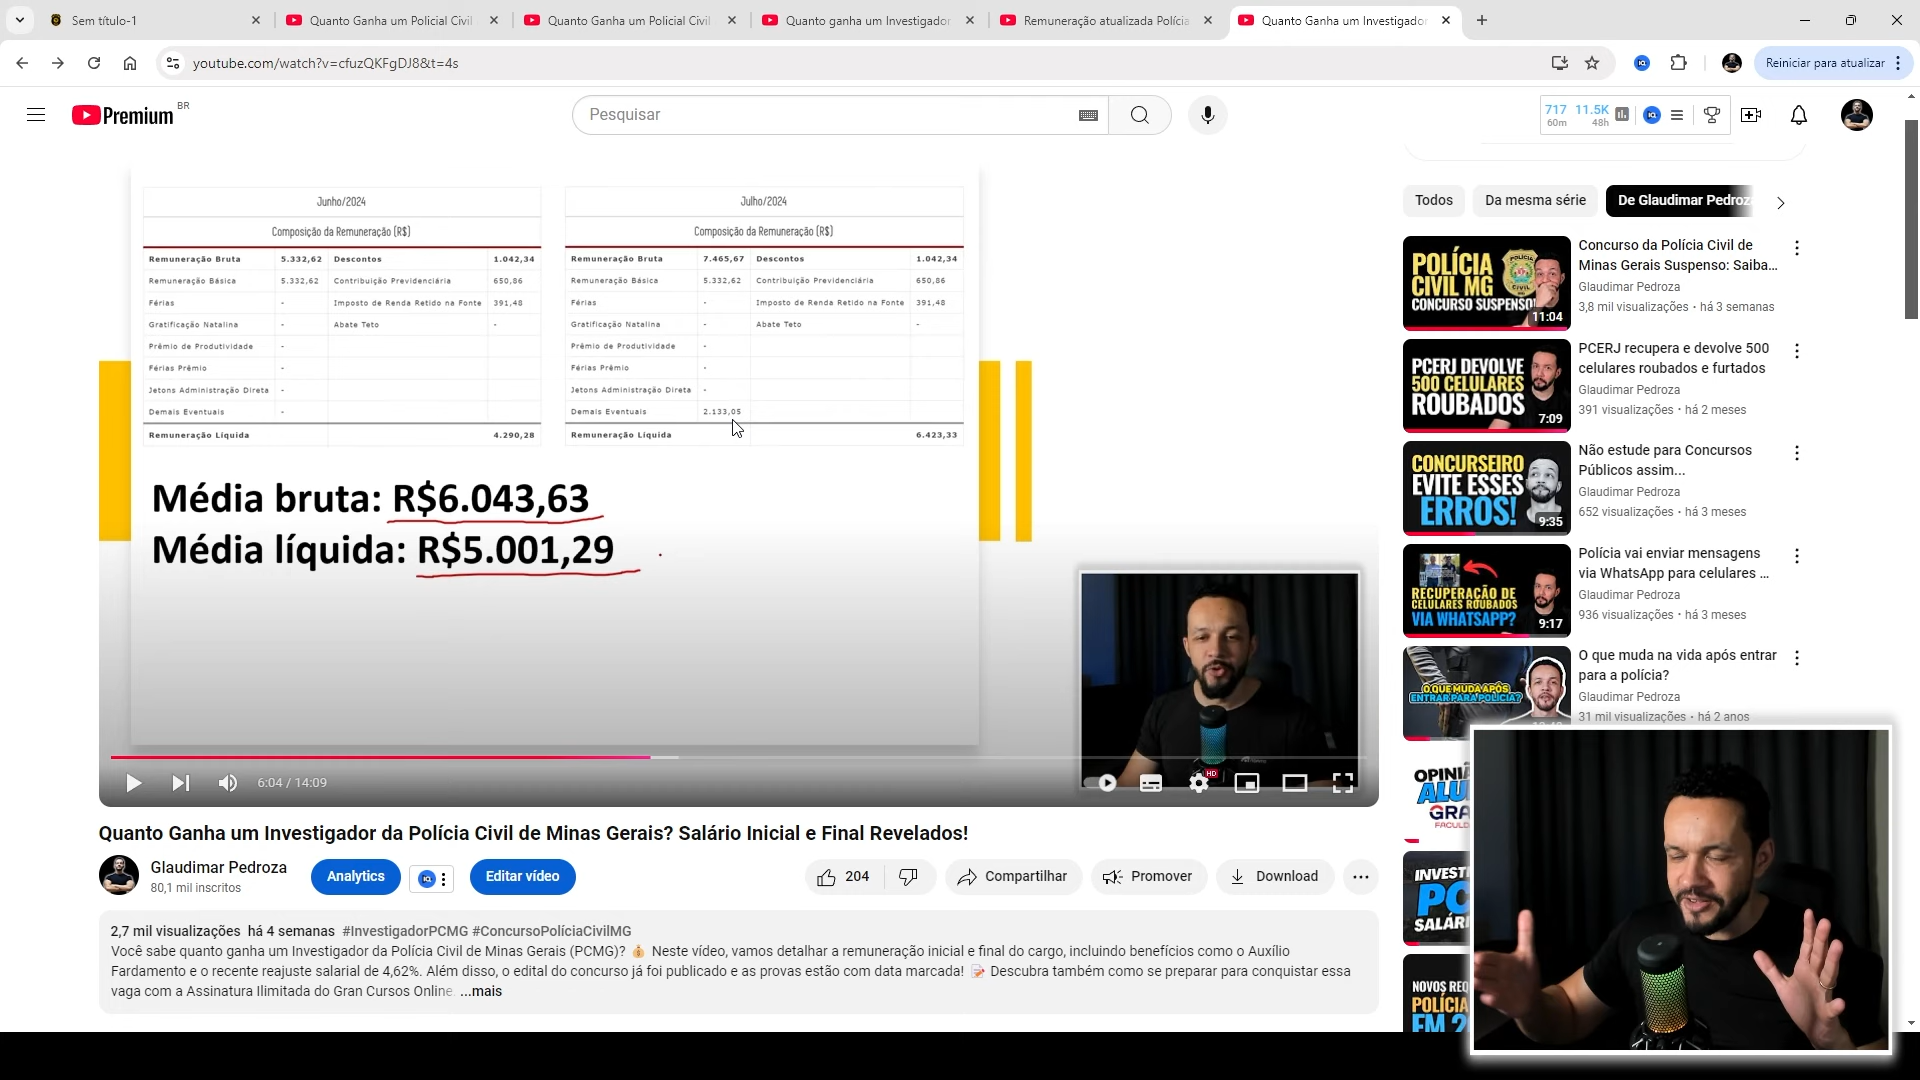 Sem título-1
Quanto Ganha um Policial Civil
Quanto Ganha um Policial Civil
Quanto ganha um Investigador
Remuneração atualizada Polícia
Quanto Ganha um Investigador
youtube.com/watch?v=cfuzQKFgDJ8&t=4s
Reiniciar para atualizar
Premium BR
Pesquisar
717 11.5K
60m 48h
Todos
Da mesma série
De Glaudimar Pedroza
Junho/2024
Composição da Remuneração (R$)
Remuneração Bruta 5.332,62 Descontos 1.042,34
Remuneração Básica 5.332,62 Contribuição Previdenciária 650,86
Férias - Imposto de Renda Retido na Fonte 391,48
Gratificação Natalina - Abate Teto -
Prêmio de Produtividade -
Férias Prêmio -
Jetons Administração Direta -
Demais Eventuais -
Remuneração Líquida 4.290,28
Julho/2024
Composição da Remuneração (R$)
Remuneração Bruta 7.465,67 Descontos 1.042,34
Remuneração Básica 5.332,62 Contribuição Previdenciária 650,86
Férias - Imposto de Renda Retido na Fonte 391,48
Gratificação Natalina - Abate Teto -
Prêmio de Produtividade -
Férias Prêmio -
Jetons Administração Direta -
Demais Eventuais 2.133,05
Remuneração Líquida 6.423,33
Média bruta: R$6.043,63
Média líquida: R$5.001,29
6:04 / 14:09
HD
Quanto Ganha um Investigador da Polícia Civil de Minas Gerais? Salário Inicial e Final Revelados!
Glaudimar Pedroza
80,1 mil inscritos
Analytics
Editar vídeo
204
Compartilhar
Promover
Download
2,7 mil visualizações há 4 semanas #InvestigadorPCMG #ConcursoPolíciaCivilMG
Você sabe quanto ganha um Investigador da Polícia Civil de Minas Gerais (PCMG)? 💰 Neste vídeo, vamos detalhar a remuneração inicial e final do cargo, incluindo benefícios como o Auxílio
Fardamento e o recente reajuste salarial de 4,62%. Além disso, o edital do concurso já foi publicado e as provas estão com data marcada! 📝 Descubra também como se preparar para conquistar essa
vaga com a Assinatura Ilimitada do Gran Cursos Online. ...mais
POLÍCIA
CIVIL MG
CONCURSO SUSPENSO!
11:04
Concurso da Polícia Civil de
Minas Gerais Suspenso: Saiba...
Glaudimar Pedroza
3,8 mil visualizações • há 3 semanas
PCERJ DEVOLVE
500 CELULARES
ROUBADOS
7:09
PCERJ recupera e devolve 500
celulares roubados e furtados
Glaudimar Pedroza
391 visualizações • há 2 meses
CONCURSEIRO
EVITE ESSES
ERROS!
9:35
Não estude para Concursos
Públicos assim...
Glaudimar Pedroza
652 visualizações • há 3 meses
RECUPERAÇÃO DE
CELULARES ROUBADOS
VIA WHATSAPP?
9:17
Polícia vai enviar mensagens
via WhatsApp para celulares ...
Glaudimar Pedroza
936 visualizações • há 3 meses
O QUE MUDA APÓS
ENTRAR PARA POLÍCIA?
O que muda na vida após entrar
para a polícia?
Glaudimar Pedroza
31 mil visualizações • há 2 anos